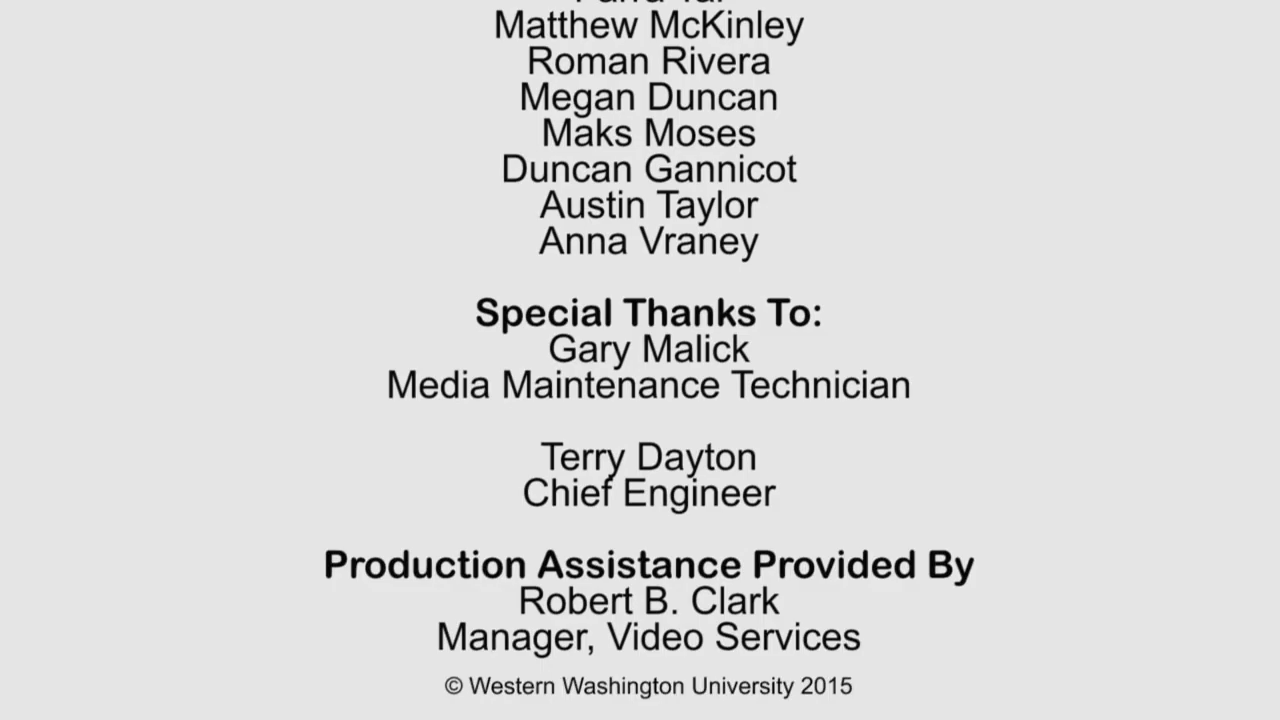 Matthew McKinley
Roman Rivera
Megan Duncan
Maks Moses
Duncan Gannicot
Austin Taylor
Anna Vraney
Special Thanks To:
Gary Malick
Media Maintenance Technician
Terry Dayton
Chief Engineer
Production Assistance Provided By
Robert B. Clark
Manager, Video Services
© Western Washington University 2015